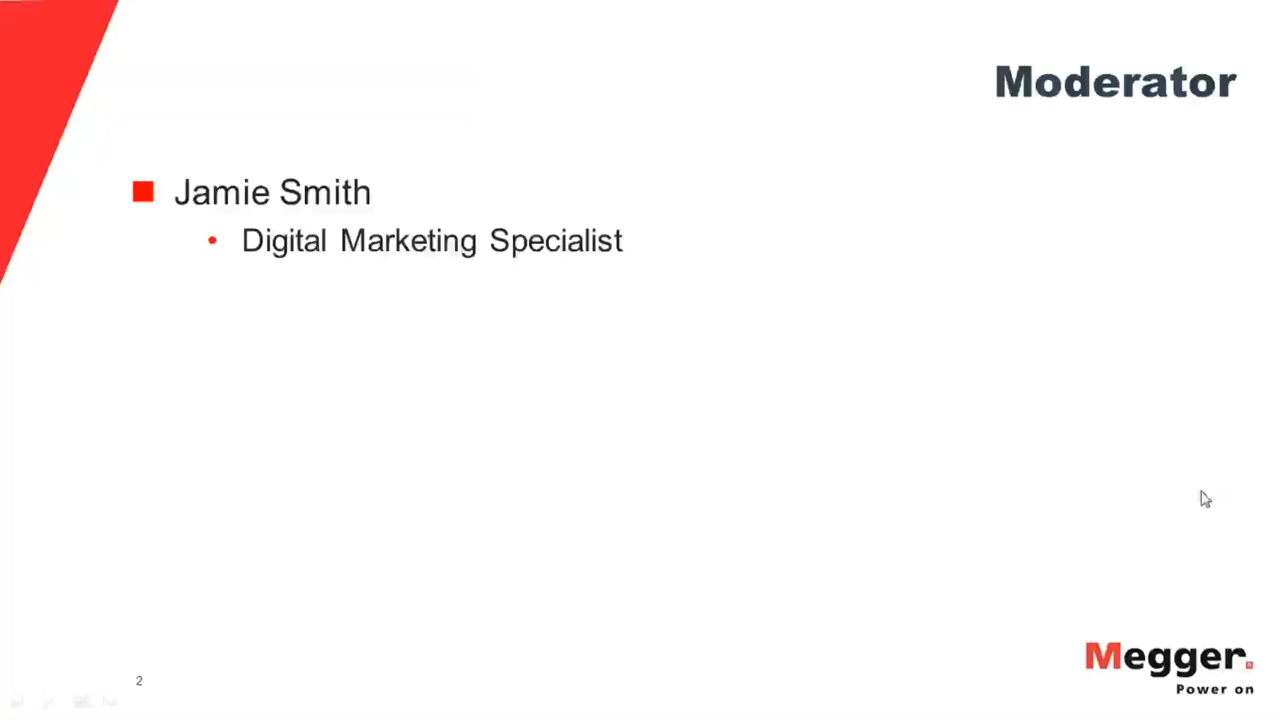 Moderator
Jamie Smith
Digital Marketing Specialist
2
Megger.
Power on